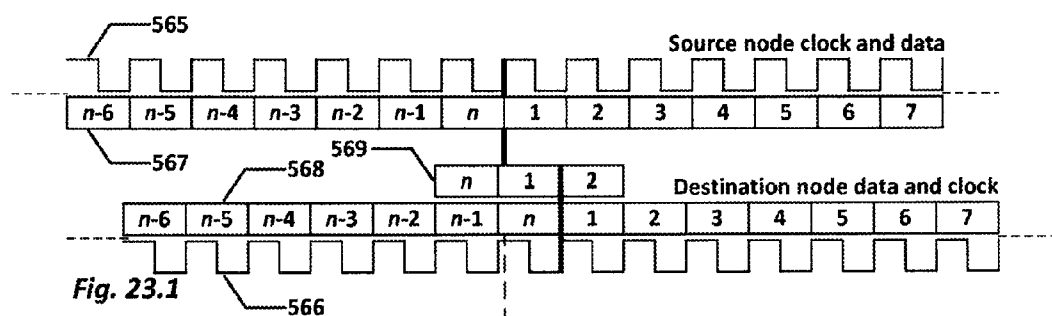 565
Source node clock and data
n-6 n-5 n-4 n-3 n-2 n-1 n 1 2 3 4 5 6 7
567
568
569
n 1 2
Destination node data and clock
n-6 n-5 n-4 n-3 n-2 n-1 n 1 2 3 4 5 6 7
Fig. 23.1
566